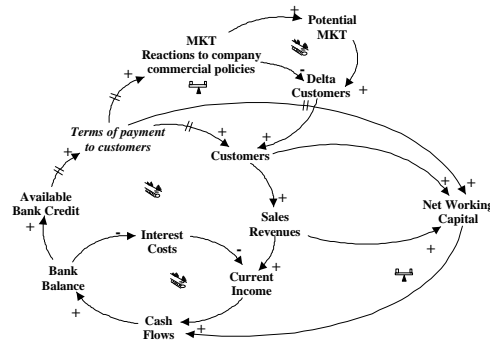 Potential
MKT
MKT
Reactions to company
commercial policies
+
+
-
Delta
Customers
+
Terms of payment
to customers
+
+
+
Customers
+
+
Available
Bank Credit
+
Sales
Revenues
+
Net Working
Capital
+
-
Interest
Costs
-
+
Bank
Balance
Current
Income
+
Cash
Flows
+